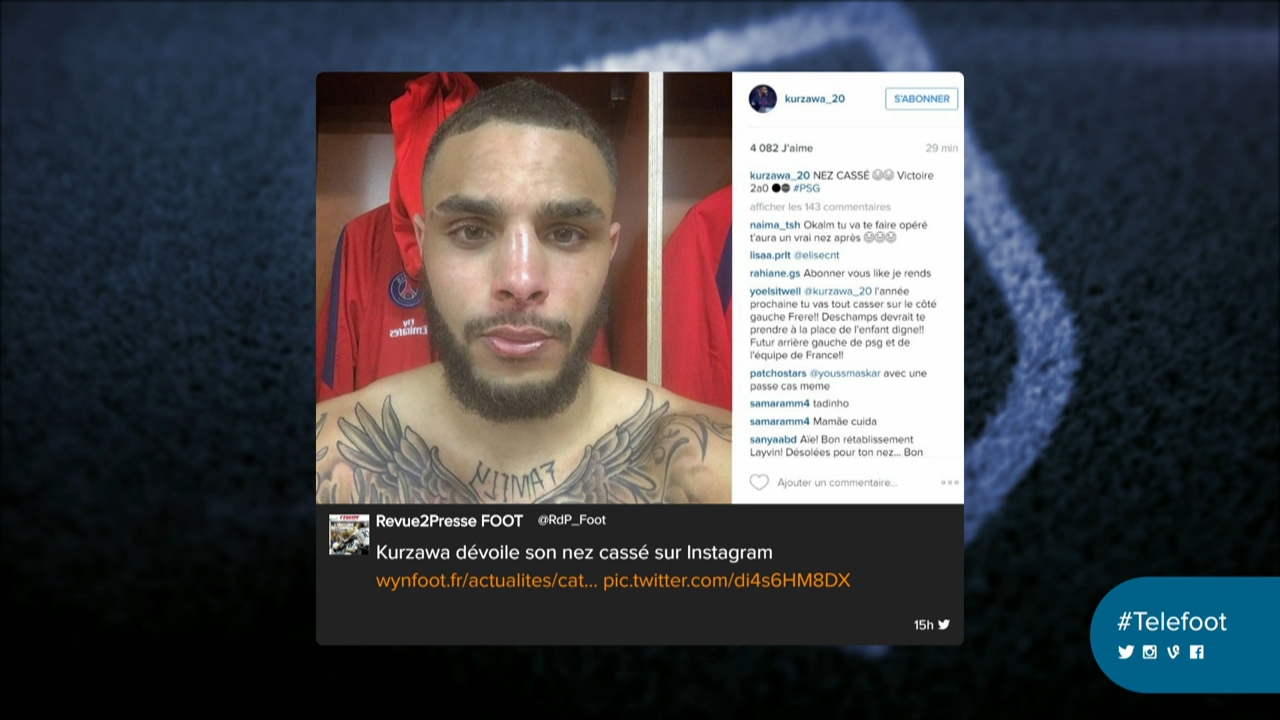 kurzawa_20
S'ABONNER
4 082 J'aime
29 min
kurzawa_20 NEZ CASSÉ Victoire
2a0 #PSG
afficher les 143 commentaires
naima_tsh Okalm tu va te faire opéré
t'aura un vrai nez après
lisaa.prlt @elisecnt
rahiane.gs Abonner vous like je rends
yoelsitwell @kurzawa_20 l'année
prochaine tu vas tout casser sur le côté
gauche Frere!! Deschamps devrait te
prendre à la place de l'enfant digne!!
Futur arrière gauche de psg et de
l'équipe de France!!
patchostars @youssmaskar avec une
passe cas meme
samaramm4 tadinho
samaramm4 Mamãe cuida
sanyaabd Aïe! Bon rétablissement
Layvin! Désolées pour ton nez... Bon
Ajouter un commentaire...
Fly
Emirates
FAMILY
Revue2Presse FOOT @RdP_Foot
Kurzawa dévoile son nez cassé sur Instagram
wynfoot.fr/actualites/cat... pic.twitter.com/di4s6HM8DX
15h
#Telefoot